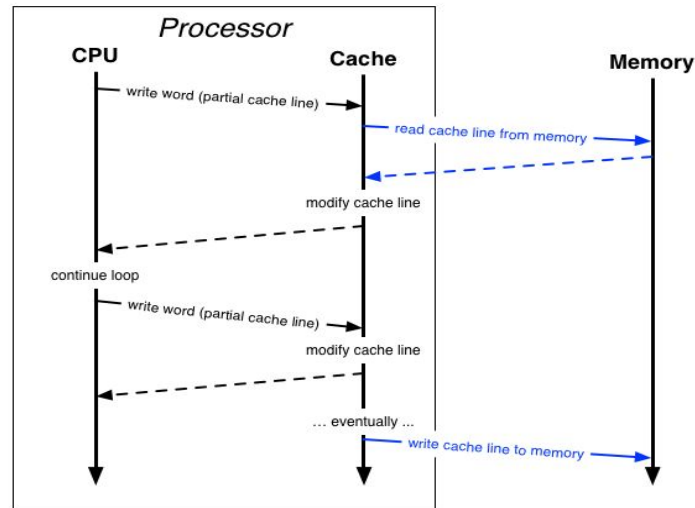 Processor
CPU
Cache
Memory
write word (partial cache line)
read cache line from memory
modify cache line
continue loop
write word (partial cache line)
modify cache line
... eventually ...
write cache line to memory